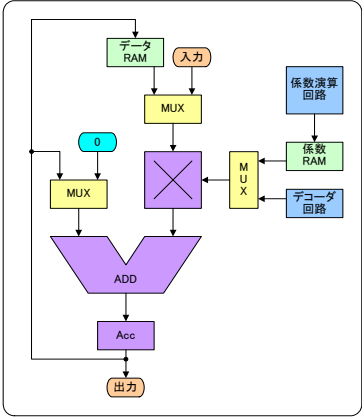 データ
RAM
入力
MUX
係数演算
回路
0
係数
RAM
MUX
M
U
X
デコーダ
回路
ADD
Acc
出力